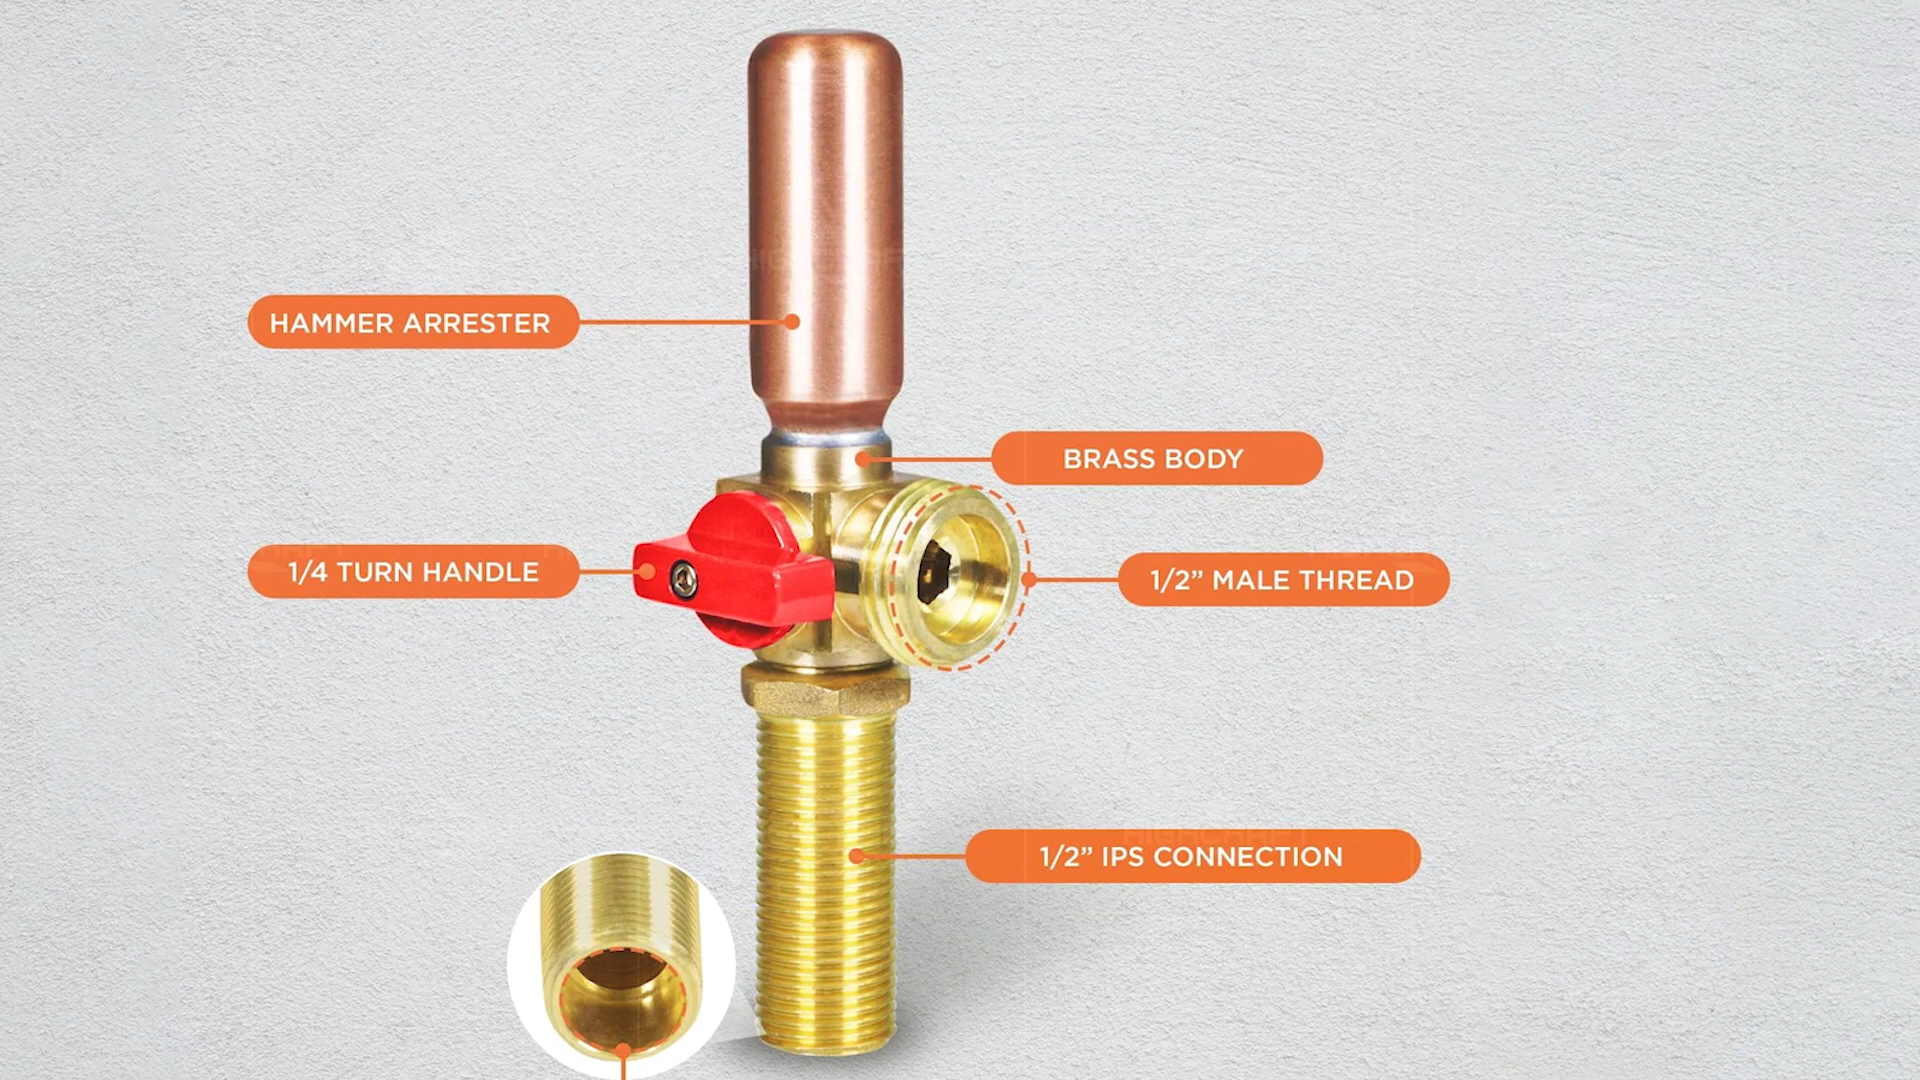 HAMMER ARRESTER
BRASS BODY
1/4 TURN HANDLE
1/2” MALE THREAD
1/2” IPS CONNECTION